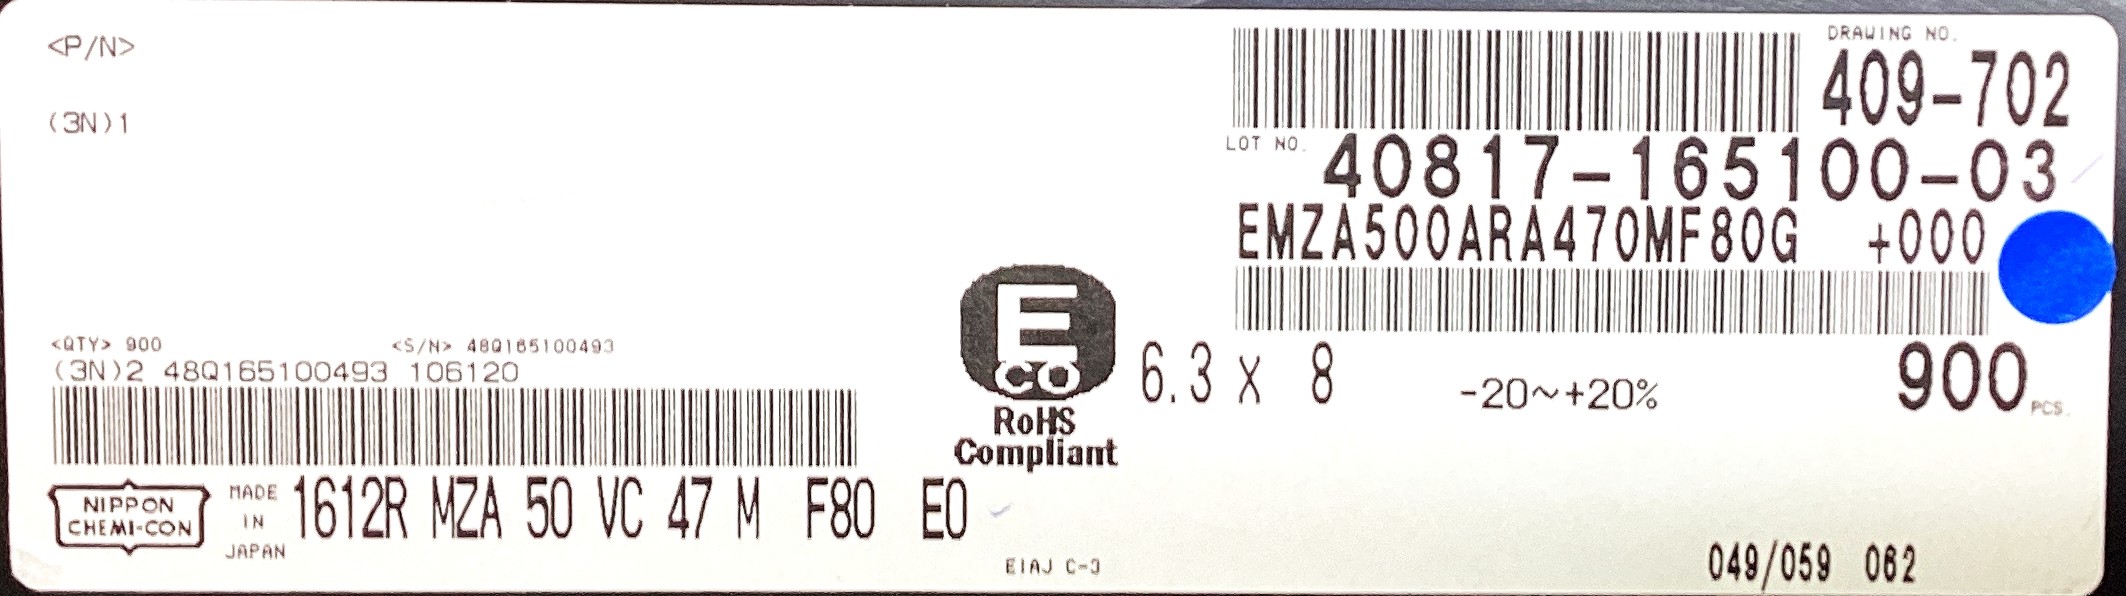 <P/N>
(3N)1
DRAWING NO.
409-702
LOT NO. 40817-165100-03
EMZA500ARA470MF80G +000
<QTY> 900 <S/N> 48Q165100493
(3N)2 48Q165100493 106120
E
CO
RoHS
Compliant
6.3 X 8 -20~+20% 900 PCS.
NIPPON
CHEMI-CON
MADE
IN
JAPAN
1612R MZA 50 VC 47 M F80 E0
EIAJ C-3
049/059 062